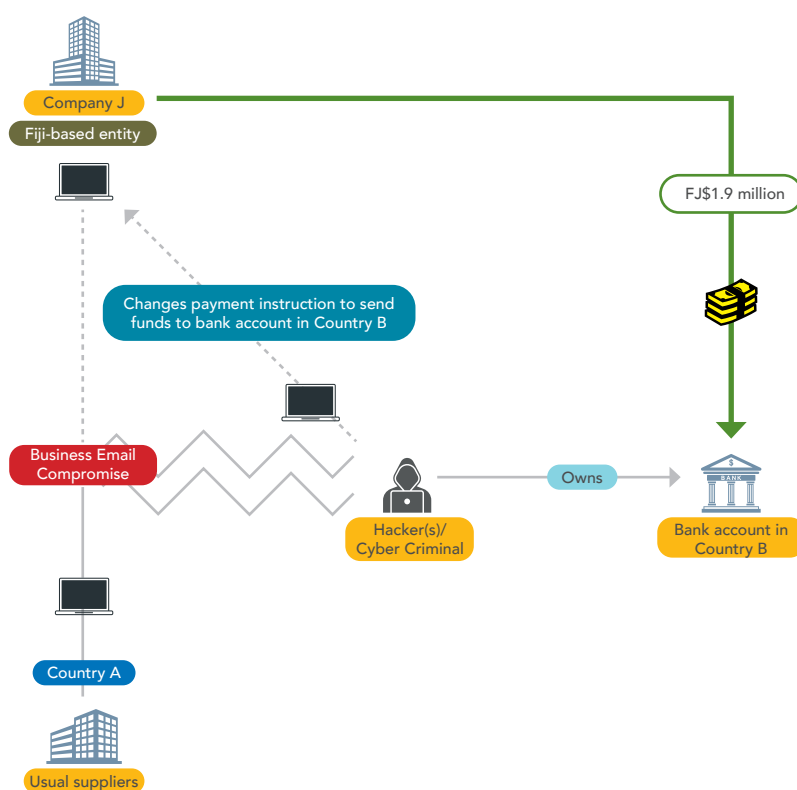 Company J
Fiji-based entity
FJ$1.9 million
Changes payment instruction to send
funds to bank account in Country B
Business Email
Compromise
Hacker(s)/
Cyber Criminal
Owns
$
BANK
Bank account in
Country B
Country A
Usual suppliers